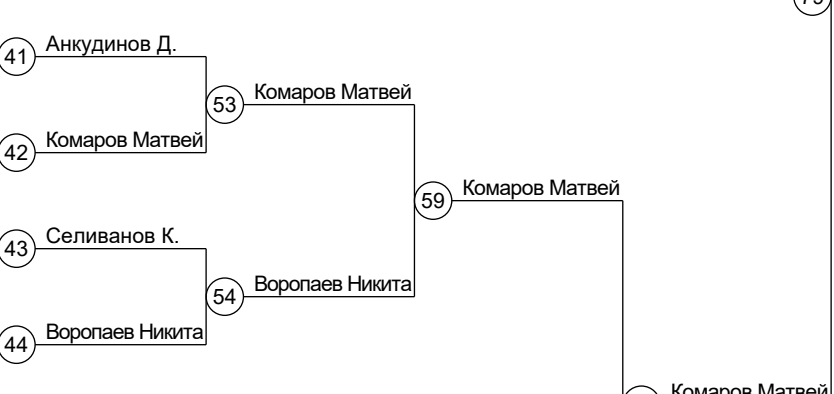 41 Анкудинов Д.
53 Комаров Матвей
42 Комаров Матвей
59 Комаров Матвей
43 Селиванов К.
54 Воропаев Никита
44 Воропаев Никита
Комаров Матвей